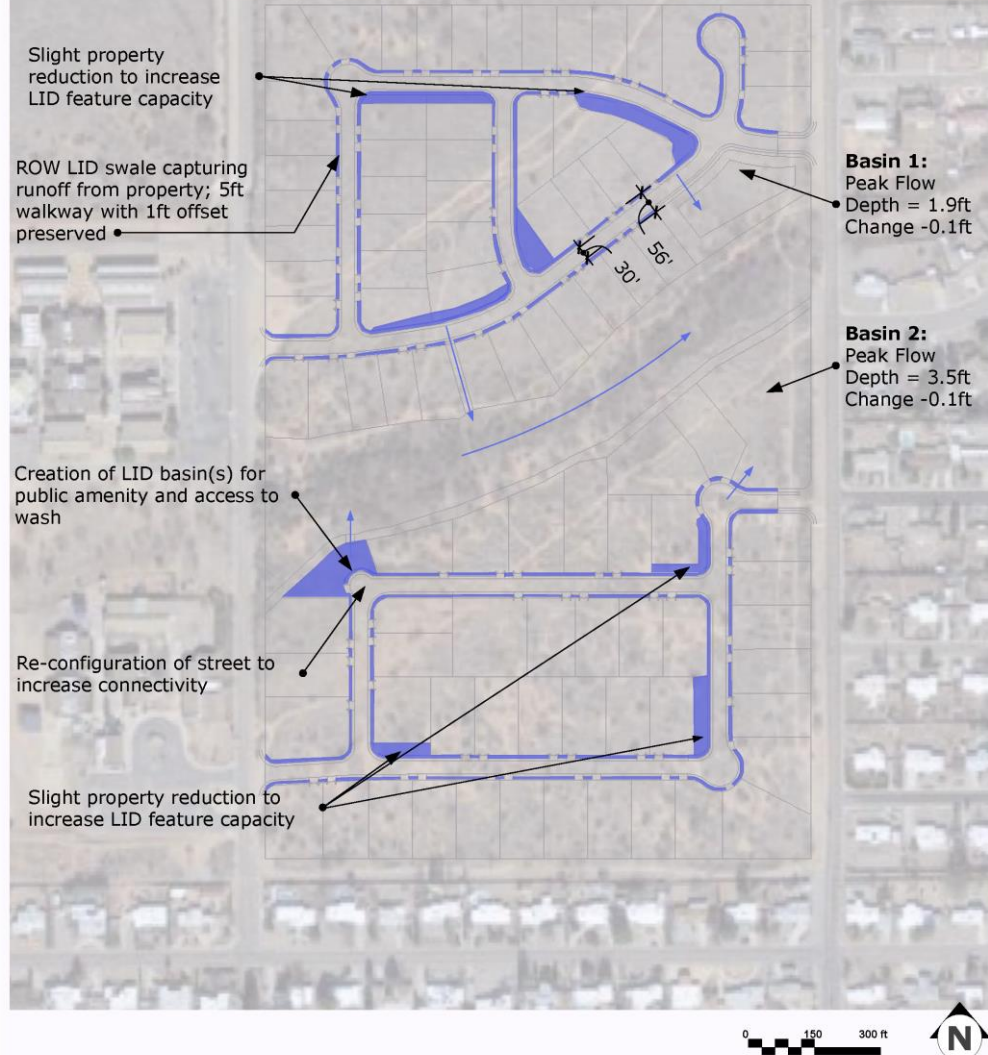 Slight property
reduction to increase
LID feature capacity
ROW LID swale capturing
runoff from property; 5ft
walkway with 1ft offset
preserved
Basin 1:
Peak Flow
Depth = 1.9ft
Change -0.1ft
56'
30'
Basin 2:
Peak Flow
Depth = 3.5ft
Change -0.1ft
Creation of LID basin(s) for
public amenity and access to
wash
Re-configuration of street to
increase connectivity
Slight property reduction to
increase LID feature capacity
0 150 300 ft
N